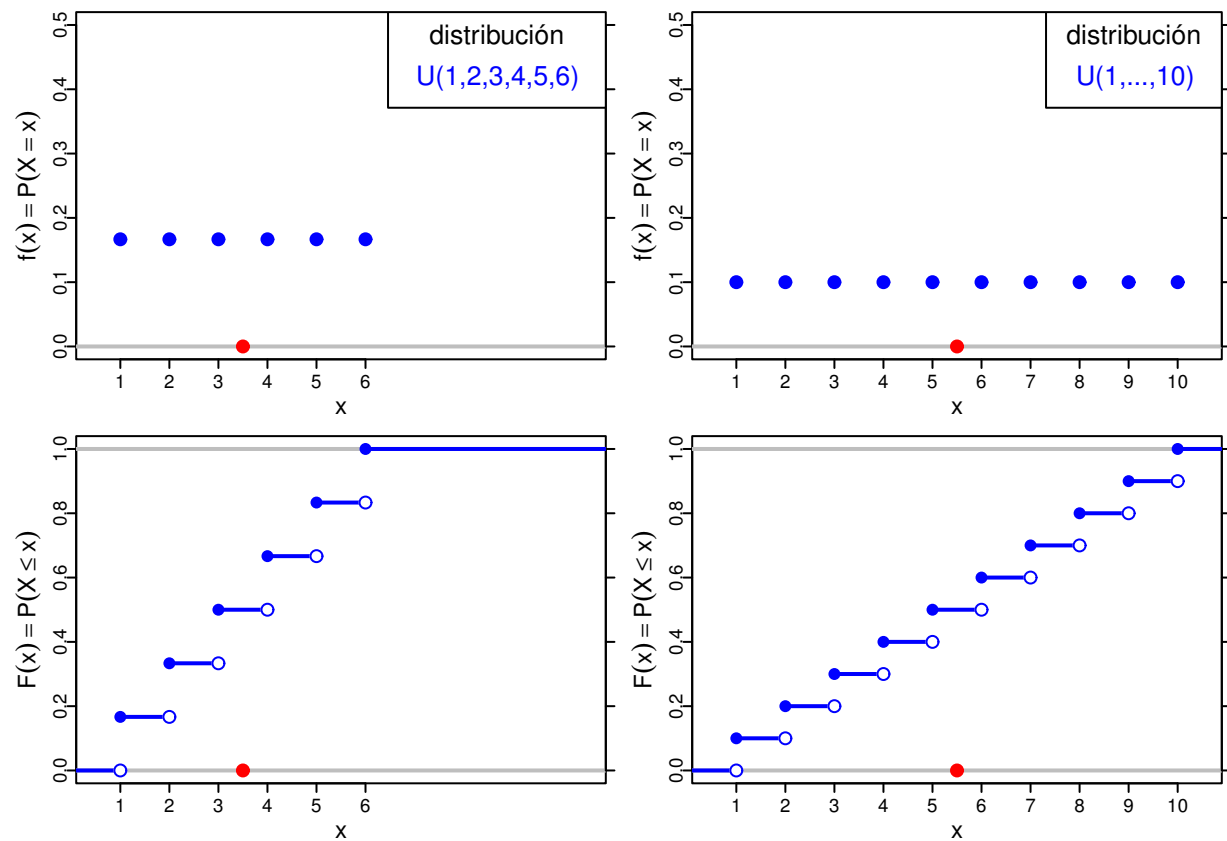 distribución
U(1,2,3,4,5,6)
f(x) = P(X = x)
0.0 0.1 0.2 0.3 0.4 0.5
1 2 3 4 5 6
x
distribución
U(1,...,10)
f(x) = P(X = x)
0.0 0.1 0.2 0.3 0.4 0.5
1 2 3 4 5 6 7 8 9 10
x
F(x) = P(X ≤ x)
0.0 0.2 0.4 0.6 0.8 1.0
1 2 3 4 5 6
x
F(x) = P(X ≤ x)
0.0 0.2 0.4 0.6 0.8 1.0
1 2 3 4 5 6 7 8 9 10
x